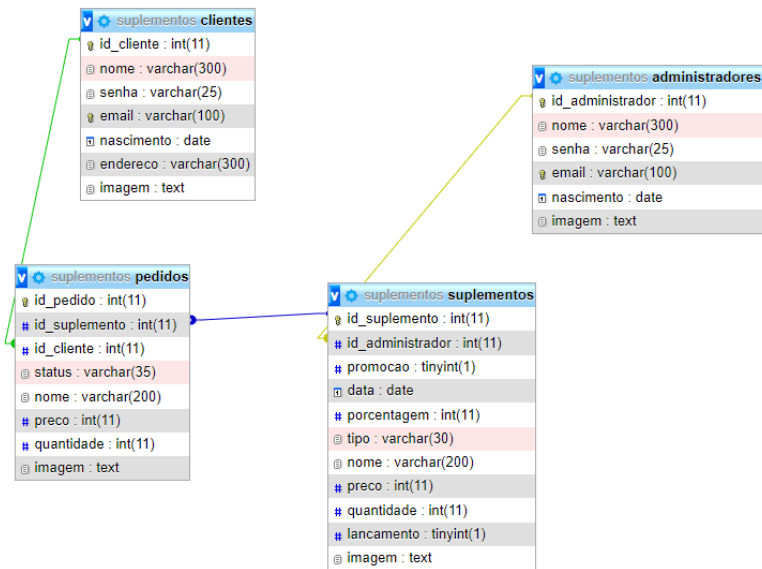 suplementos clientes
id_cliente : int(11)
nome : varchar(300)
senha : varchar(25)
email : varchar(100)
nascimento : date
endereco : varchar(300)
imagem : text
suplementos administradores
id_administrador : int(11)
nome : varchar(300)
senha : varchar(25)
email : varchar(100)
nascimento : date
imagem : text
suplementos pedidos
id_pedido : int(11)
# id_suplemento : int(11)
# id_cliente : int(11)
status : varchar(35)
nome : varchar(200)
# preco : int(11)
# quantidade : int(11)
imagem : text
suplementos suplementos
id_suplemento : int(11)
# id_administrador : int(11)
# promocao : tinyint(1)
data : date
# porcentagem : int(11)
tipo : varchar(30)
nome : varchar(200)
# preco : int(11)
# quantidade : int(11)
# lancamento : tinyint(1)
imagem : text